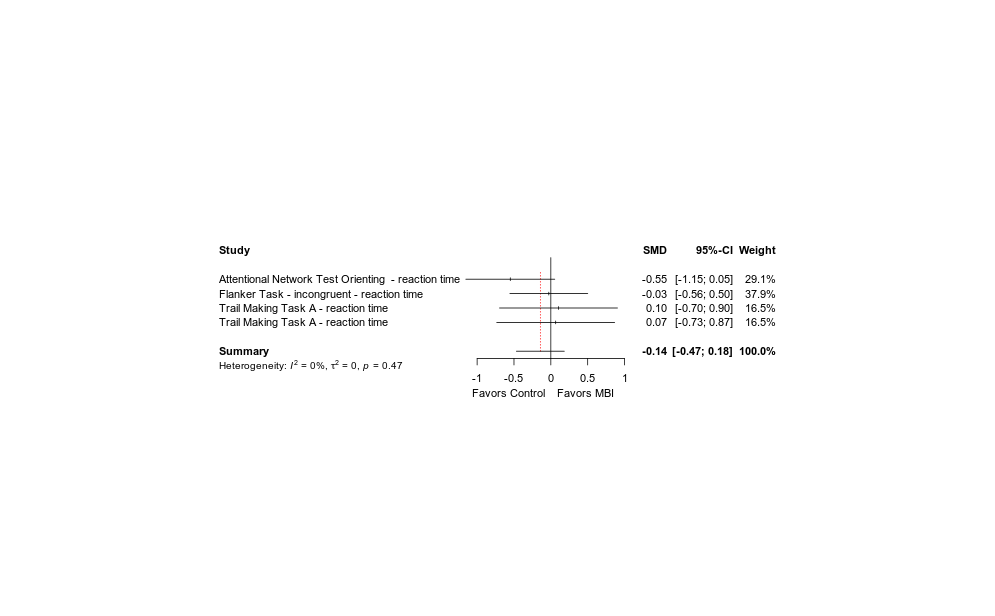 Study SMD 95%-CI Weight
Attentional Network Test Orienting - reaction time -0.55 [-1.15; 0.05] 29.1%
Flanker Task - incongruent - reaction time -0.03 [-0.56; 0.50] 37.9%
Trail Making Task A - reaction time 0.10 [-0.70; 0.90] 16.5%
Trail Making Task A - reaction time 0.07 [-0.73; 0.87] 16.5%
Summary -0.14 [-0.47; 0.18] 100.0%
Heterogeneity: I² = 0%, τ² = 0, p = 0.47
-1 -0.5 0 0.5 1
Favors Control Favors MBI